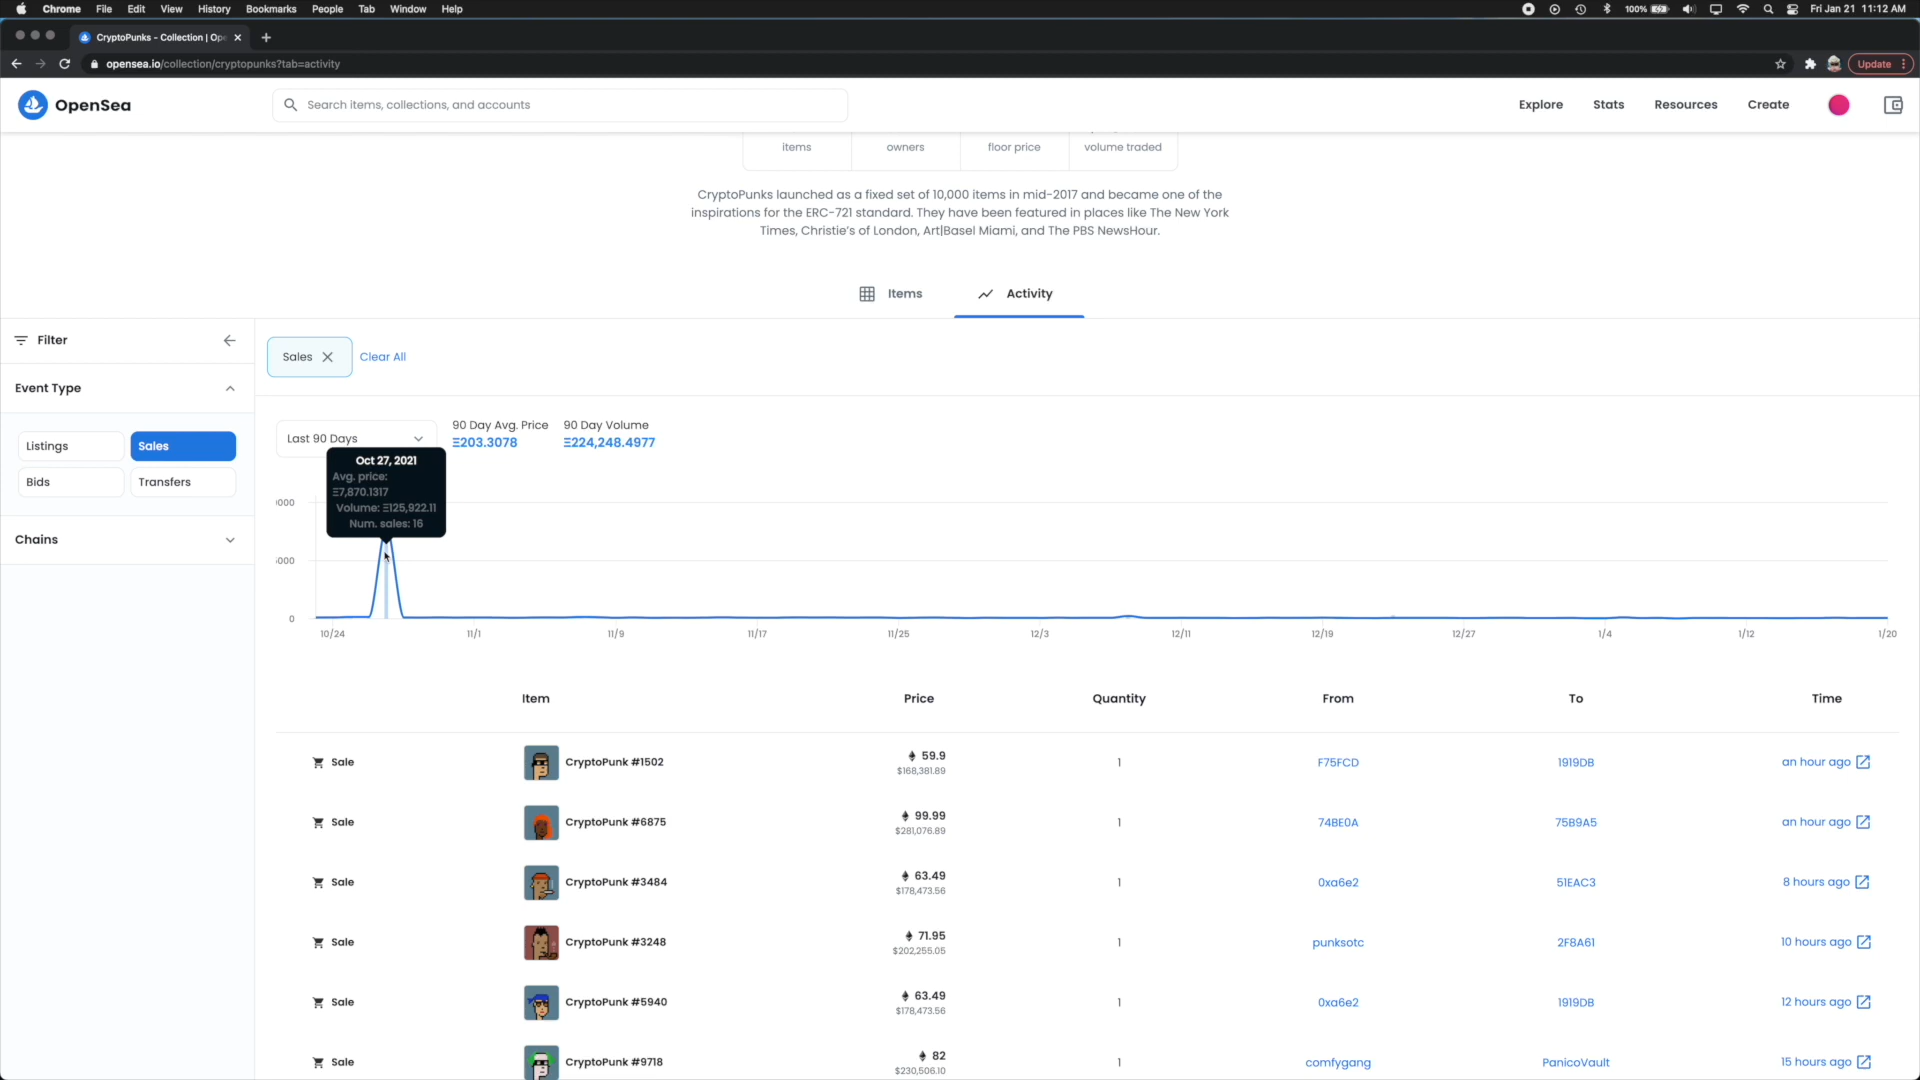 Chrome File Edit View History Bookmarks People Tab Window Help 100% Fri Jan 21 11:12 AM
CryptoPunks - Collection | Ope
opensea.io/collection/cryptopunks?tab=activity Update
OpenSea Search items, collections, and accounts Explore Stats Resources Create
items owners floor price volume traded
CryptoPunks launched as a fixed set of 10,000 items in mid-2017 and became one of the
inspirations for the ERC-721 standard. They have been featured in places like The New York
Times, Christie's of London, Art|Basel Miami, and The PBS NewsHour.
Items Activity
Filter
Sales Clear All
Event Type
Listings Sales
Bids Transfers
Chains
Last 90 Days
90 Day Avg. Price 90 Day Volume
Ξ203.3078 Ξ224,248.4977
Oct 27, 2021
Avg. price:
Ξ7,870.1317
Volume: Ξ125,922.11
Num. sales: 16
000
000
0
10/24 11/1 11/9 11/17 11/25 12/3 12/11 12/19 12/27 1/4 1/12 1/20
Item Price Quantity From To Time
Sale CryptoPunk #1502 59.9 1 F75FCD 1919DB an hour ago
$168,381.89
Sale CryptoPunk #6875 99.99 1 74BE0A 75B9A5 an hour ago
$281,076.89
Sale CryptoPunk #3484 63.49 1 0xa6e2 51EAC3 8 hours ago
$178,473.56
Sale CryptoPunk #3248 71.95 1 punksotc 2F8A61 10 hours ago
$202,255.05
Sale CryptoPunk #5940 63.49 1 0xa6e2 1919DB 12 hours ago
$178,473.56
Sale CryptoPunk #9718 82 1 comfygang PanicoVault 15 hours ago
$230,506.10